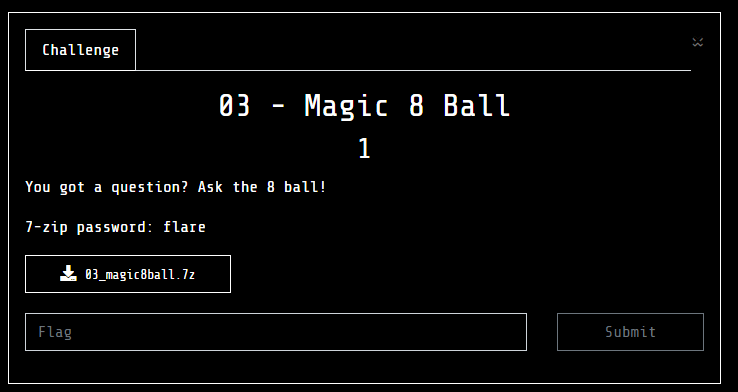 Challenge
03 - Magic 8 Ball
1
You got a question? Ask the 8 ball!
7-zip password: flare
03_magic8ball.7z
Flag
Submit